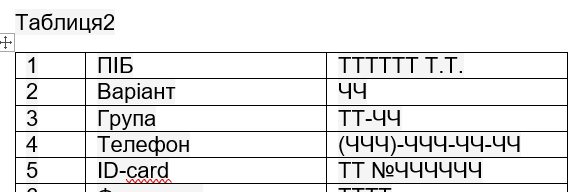 Таблиця2
1 ПІБ ТТТТТТ Т.Т.
2 Варіант ЧЧ
3 Група ТТ-ЧЧ
4 Телефон (ЧЧЧ)-ЧЧЧ-ЧЧ-ЧЧ
5 ID-card ТТ №ЧЧЧЧЧЧ